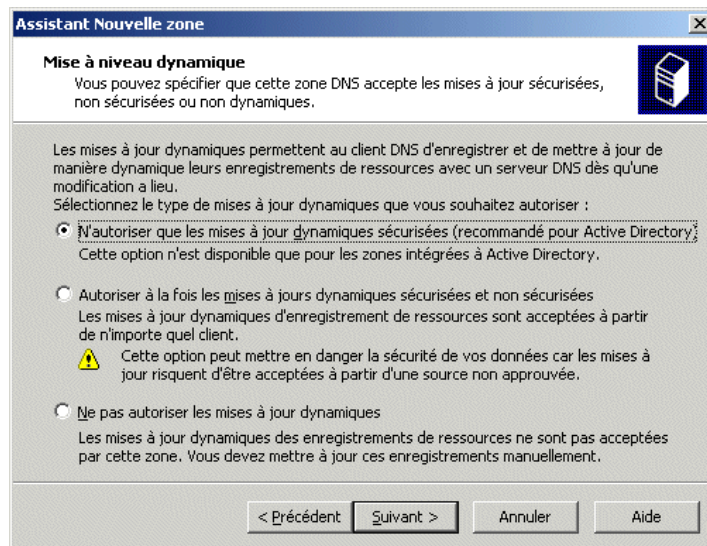 Assistant Nouvelle zone
Mise à niveau dynamique
Vous pouvez spécifier que cette zone DNS accepte les mises à jour sécurisées,
non sécurisées ou non dynamiques.
Les mises à jour dynamiques permettent au client DNS d'enregistrer et de mettre à jour de
manière dynamique leurs enregistrements de ressources avec un serveur DNS dès qu'une
modification a lieu.
Sélectionnez le type de mises à jour dynamiques que vous souhaitez autoriser :
N'autoriser que les mises à jour dynamiques sécurisées (recommandé pour Active Directory)
Cette option n'est disponible que pour les zones intégrées à Active Directory.
Autoriser à la fois les mises à jours dynamiques sécurisées et non sécurisées
Les mises à jour dynamiques d'enregistrement de ressources sont acceptées à partir
de n'importe quel client.
Cette option peut mettre en danger la sécurité de vos données car les mises à
jour risquent d'être acceptées à partir d'une source non approuvée.
Ne pas autoriser les mises à jour dynamiques
Les mises à jour dynamiques des enregistrements de ressources ne sont pas acceptées
par cette zone. Vous devez mettre à jour ces enregistrements manuellement.
< Précédent Suivant > Annuler Aide